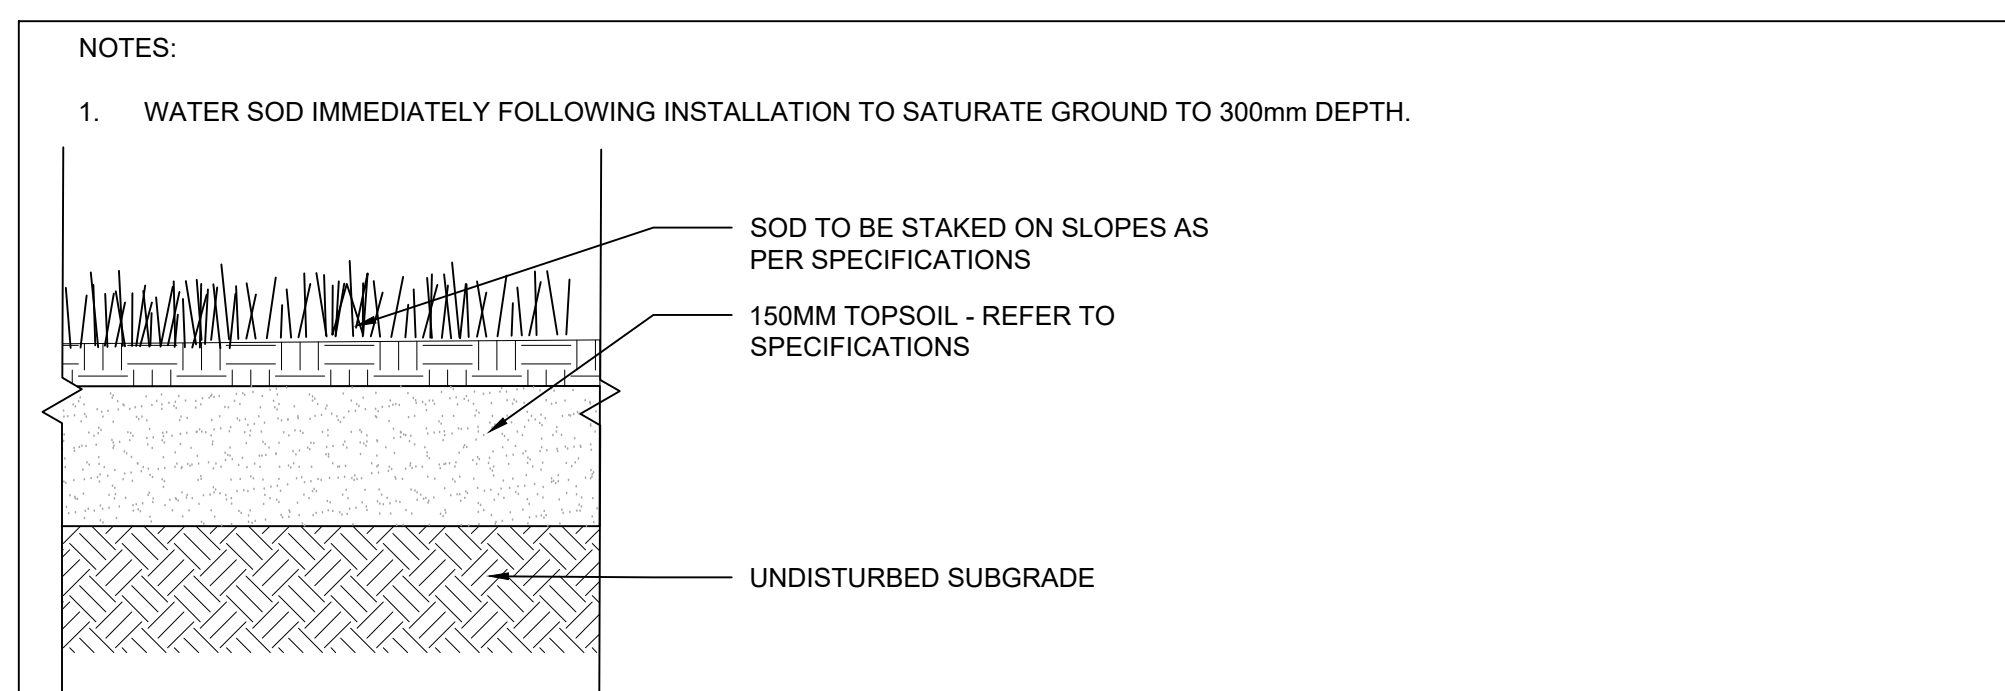 NOTES:
1. WATER SOD IMMEDIATELY FOLLOWING INSTALLATION TO SATURATE GROUND TO 300mm DEPTH.
SOD TO BE STAKED ON SLOPES AS
PER SPECIFICATIONS
150MM TOPSOIL - REFER TO
SPECIFICATIONS
UNDISTURBED SUBGRADE